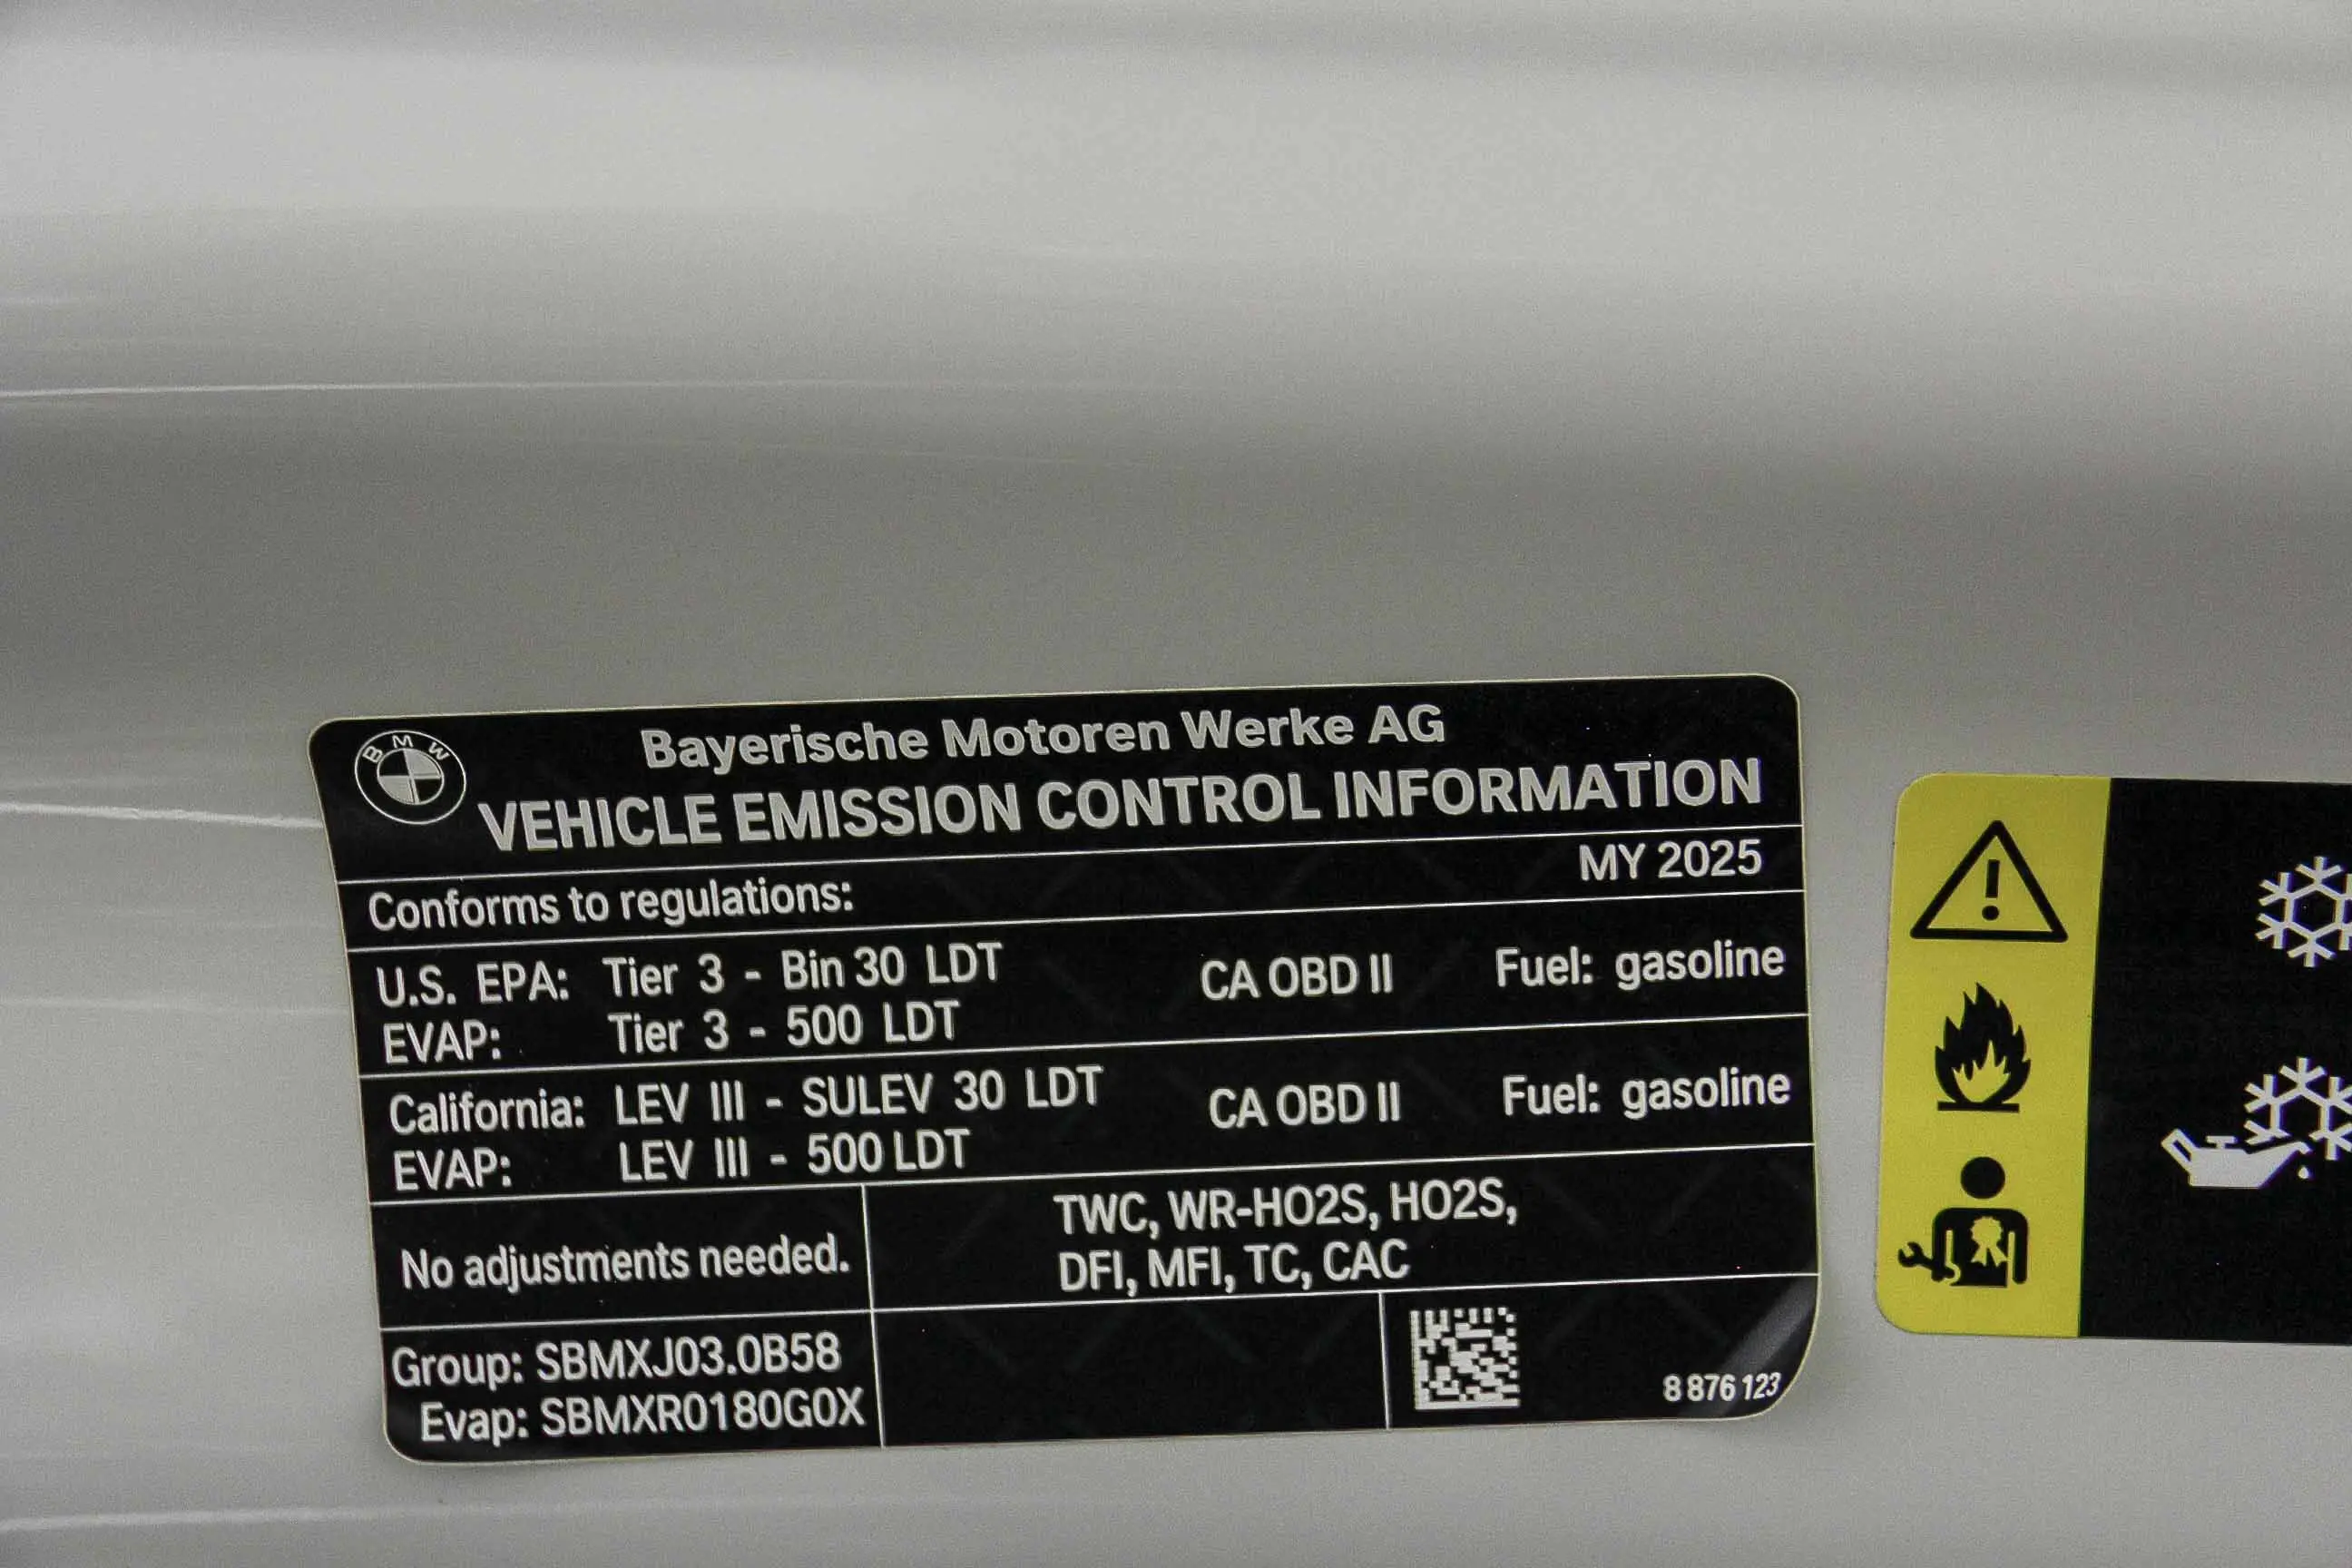 BMW
Bayerische Motoren Werke AG
VEHICLE EMISSION CONTROL INFORMATION
MY 2025
Conforms to regulations:
U.S. EPA: Tier 3 - Bin 30 LDT CA OBD II Fuel: gasoline
EVAP: Tier 3 - 500 LDT
California: LEV III - SULEV 30 LDT CA OBD II Fuel: gasoline
EVAP: LEV III - 500 LDT
No adjustments needed.
TWC, WR-HO2S, HO2S,
DFI, MFI, TC, CAC
Group: SBMXJ03.0B58
Evap: SBMXR0180G0X
8 876 123